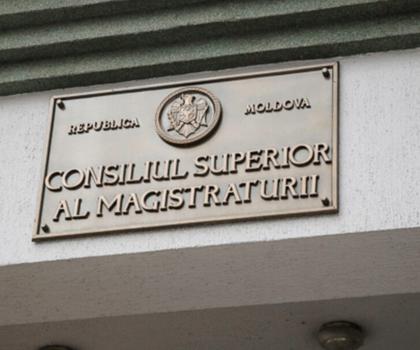 REPUBLICA MOLDOVA
CONSILIUL SUPERIOR
AL MAGISTRATURII